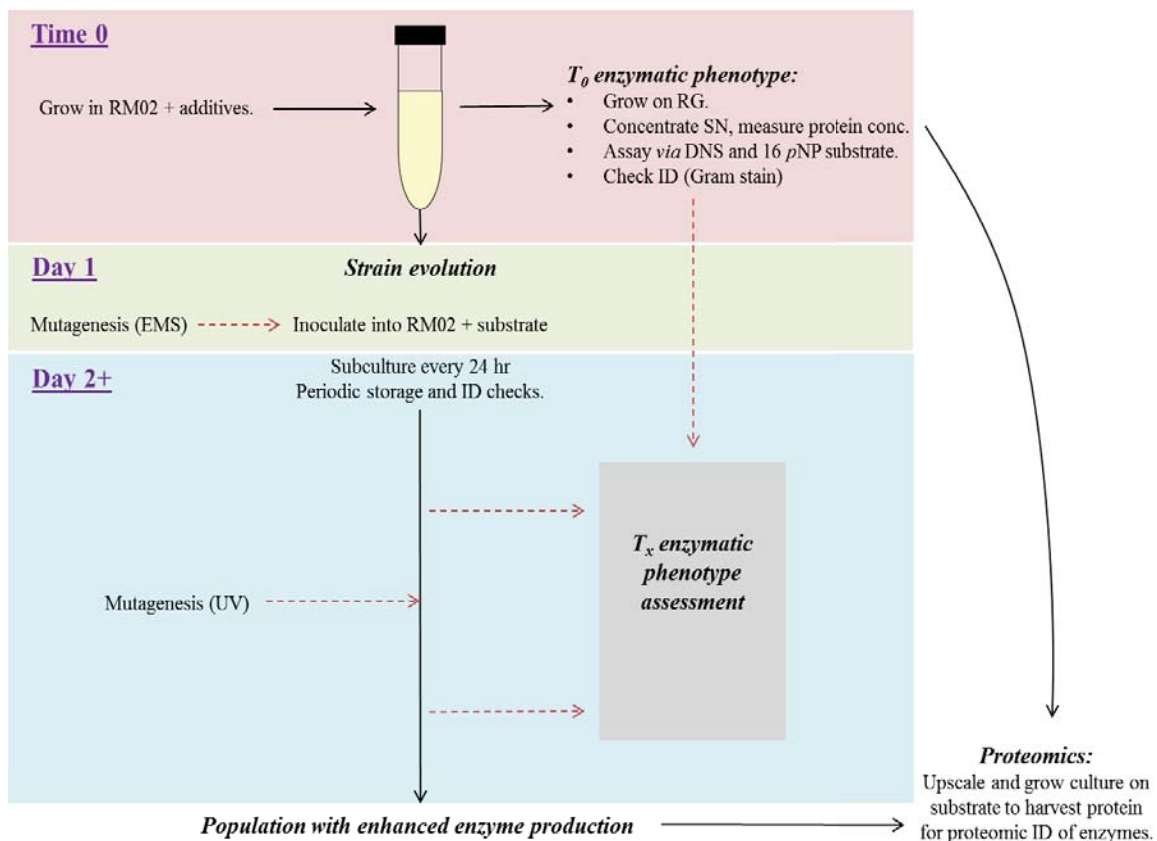 Time 0
Grow in RM02 + additives.
T0 enzymatic phenotype:
• Grow on RG.
• Concentrate SN, measure protein conc.
• Assay via DNS and 16 pNP substrate.
• Check ID (Gram stain)
Day 1
Strain evolution
Mutagenesis (EMS)
Inoculate into RM02 + substrate
Day 2+
Subculture every 24 hr
Periodic storage and ID checks.
Tx enzymatic
phenotype
assessment
Mutagenesis (UV)
Population with enhanced enzyme production
Proteomics:
Upscale and grow culture on
substrate to harvest protein
for proteomic ID of enzymes.